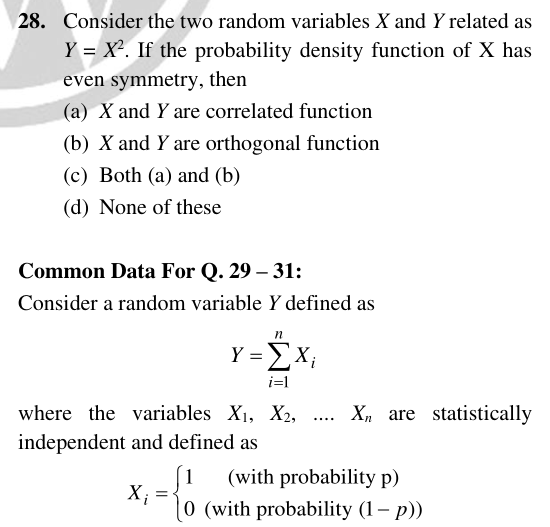 28. Consider the two random variables X and Y related as
Y = X². If the probability density function of X has
even symmetry, then
(a) X and Y are correlated function
(b) X and Y are orthogonal function
(c) Both (a) and (b)
(d) None of these
Common Data For Q. 29 – 31:
Consider a random variable Y defined as
Y = ∑_{i=1}^{n} X_i
where the variables X₁, X₂, .... Xₙ are statistically
independent and defined as
X_i = { 1 (with probability p)
0 (with probability (1 – p))